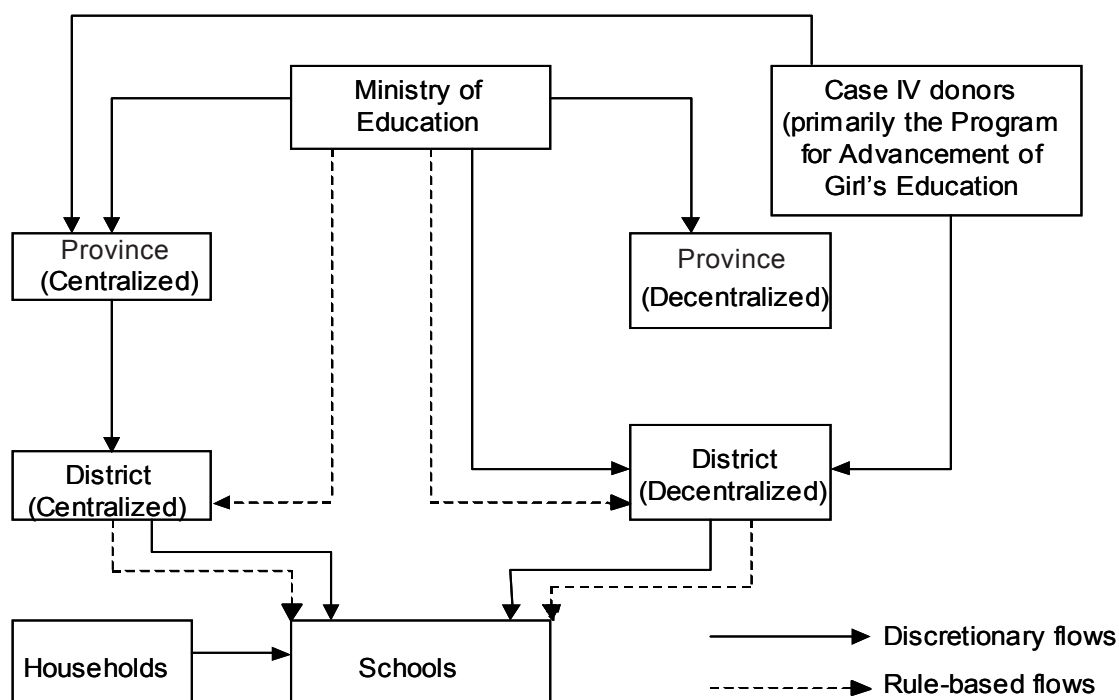 Ministry of
Education
Case IV donors
(primarily the Program
for Advancement of
Girl's Education
Province
(Centralized)
Province
(Decentralized)
District
(Centralized)
District
(Decentralized)
Households
Schools
Discretionary flows
Rule-based flows